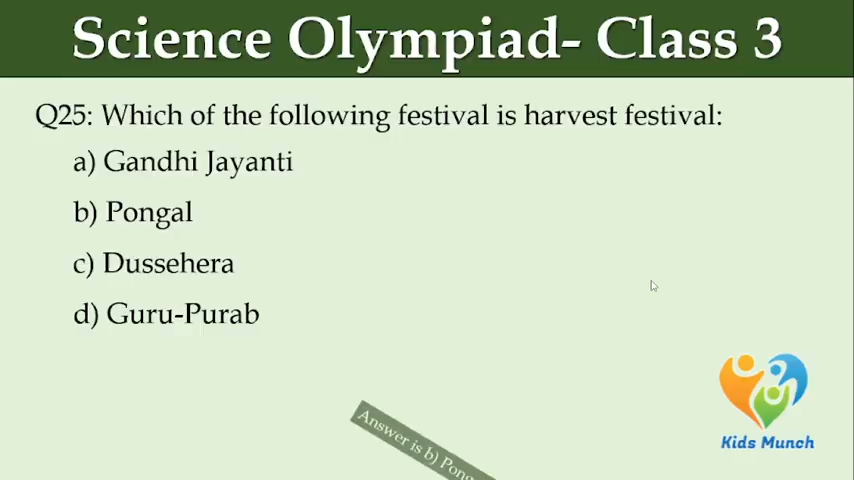 Science Olympiad- Class 3
Q25: Which of the following festival is harvest festival:
a) Gandhi Jayanti
b) Pongal
c) Dussehera
d) Guru-Purab
Kids Munch
Answer is b)